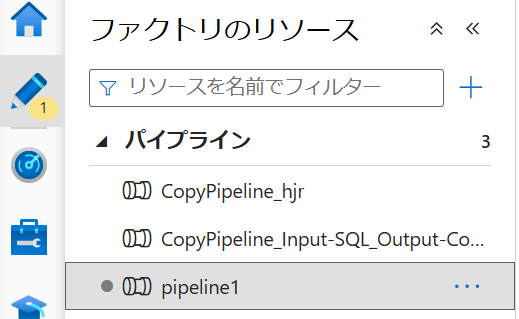 ファクトリのリソース
1
リソースを名前でフィルター
パイプライン 3
CopyPipeline_hjr
CopyPipeline_Input-SQL_Output-Co...
pipeline1